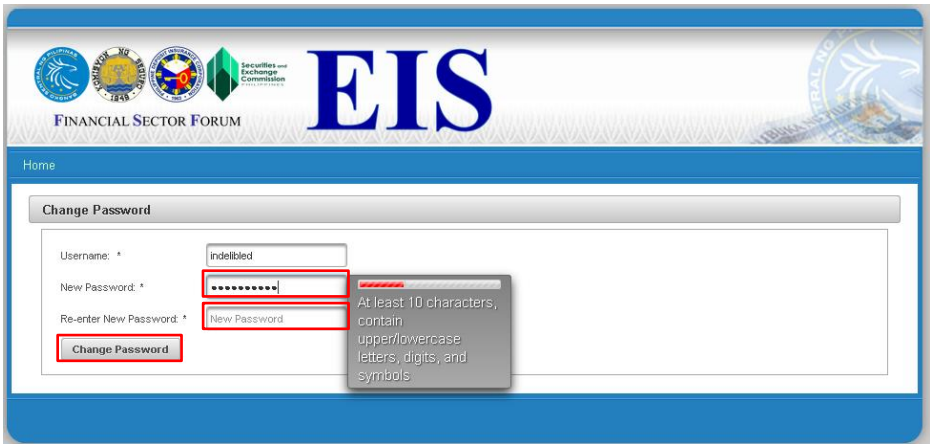 Securities and
Exchange
Commission
PHILIPPINES
EIS
FINANCIAL SECTOR FORUM
Home
Change Password
Username: *
indelibled
New Password: *
Re-enter New Password: *
New Password
Change Password
At least 10 characters,
contain
upper/lowercase
letters, digits, and
symbols